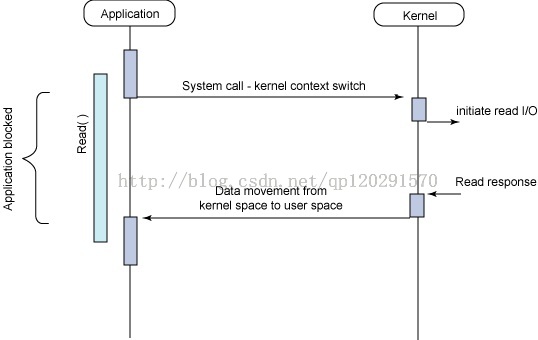 Application
Kernel
System call - kernel context switch
initiate read I/O
Application blocked
Read( )
http://blog.csdn.net/qp120291570
Read response
Data movement from
kernel space to user space